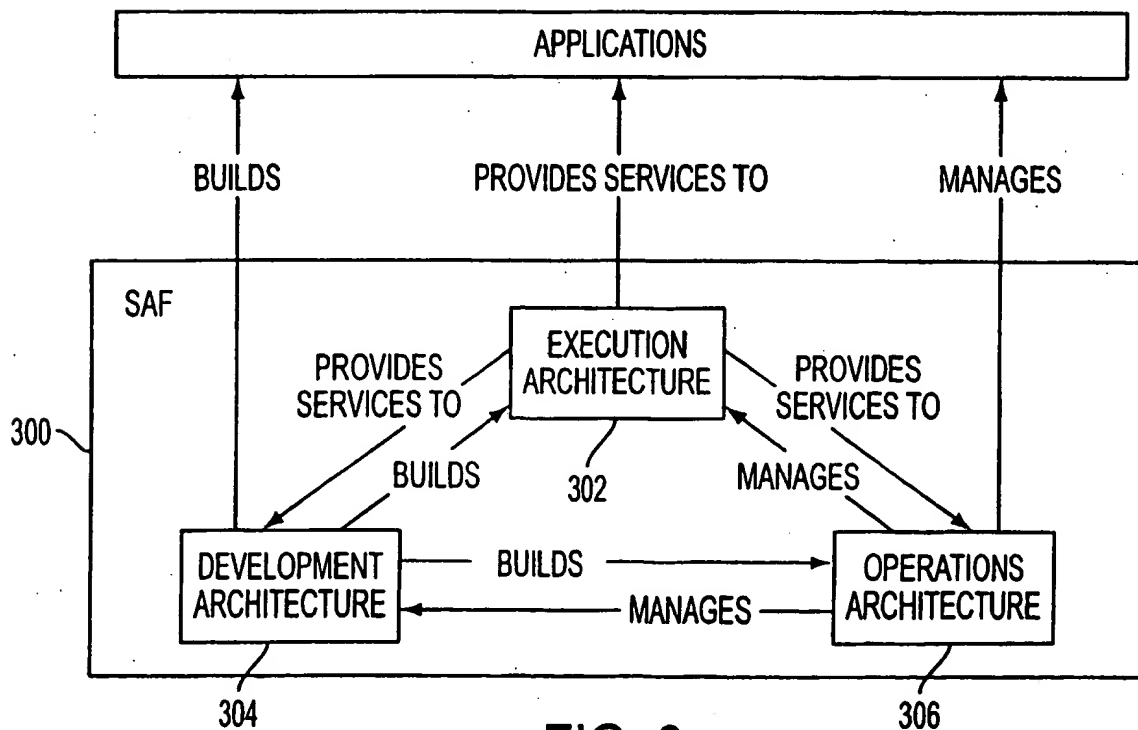 APPLICATIONS
BUILDS
PROVIDES SERVICES TO
MANAGES
SAF
EXECUTION
ARCHITECTURE
PROVIDES
SERVICES TO
PROVIDES
SERVICES TO
300
BUILDS
302
MANAGES
DEVELOPMENT
ARCHITECTURE
BUILDS
MANAGES
OPERATIONS
ARCHITECTURE
304
306